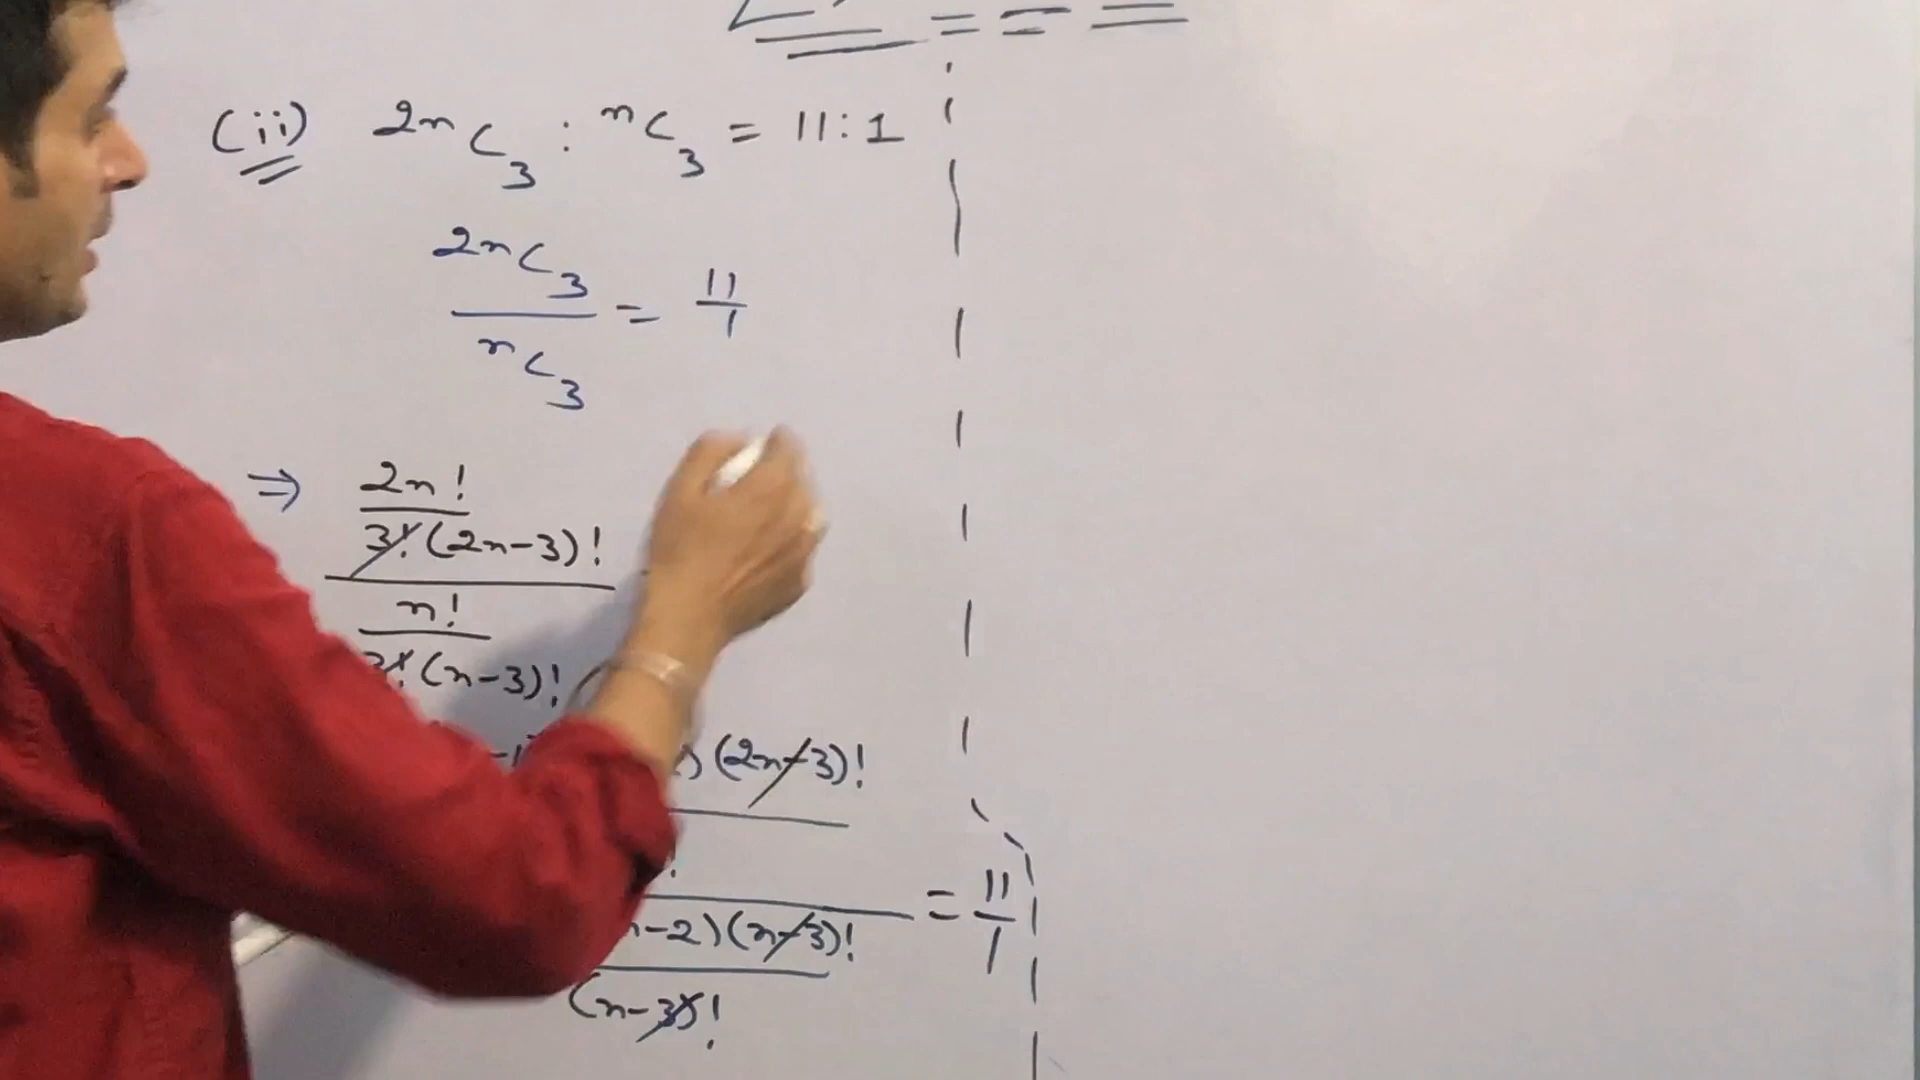 (ii) 2nC3 : nC3 = 11:1
2nC3
= 11/1
nC3
⇒ 2n!
3!(2n-3)!
n!
3!(n-3)!
(2n-3)!
= 11/1
-2)(n-3)!
(n-3)!